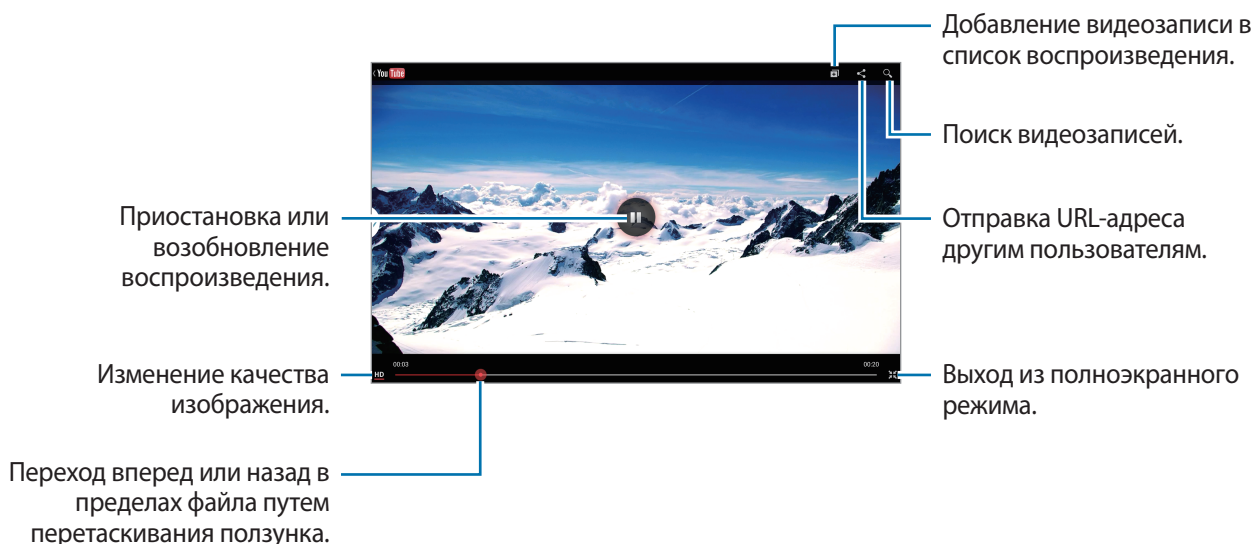 Добавление видеозаписи в
список воспроизведения.
You Tube
Поиск видеозаписей.
Приостановка или
возобновление
воспроизведения.
Отправка URL-адреса
другим пользователям.
00:03
00:20
HD
Изменение качества
изображения.
Выход из полноэкранного
режима.
Переход вперед или назад в
пределах файла путем
перетаскивания ползунка.